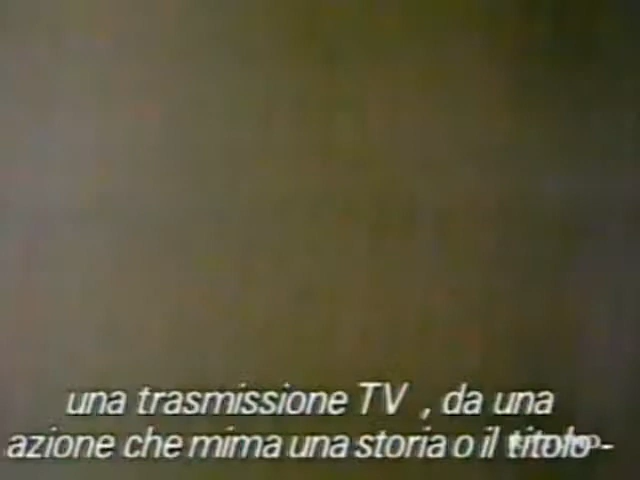 una trasmissione TV , da una
azione che mima una storia o il titolo -